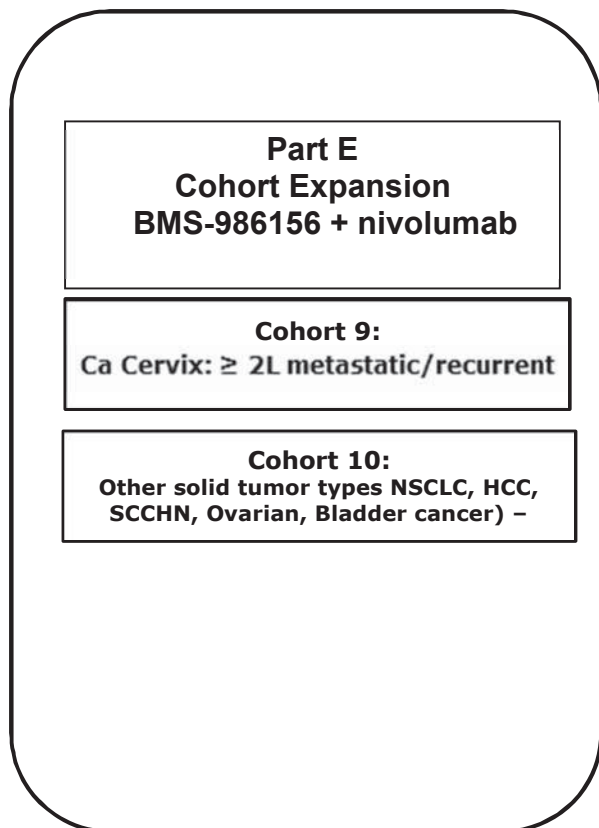 Part E
Cohort Expansion
BMS-986156 + nivolumab
Cohort 9:
Ca Cervix: ≥ 2L metastatic/recurrent
Cohort 10:
Other solid tumor types NSCLC, HCC,
SCCHN, Ovarian, Bladder cancer) –